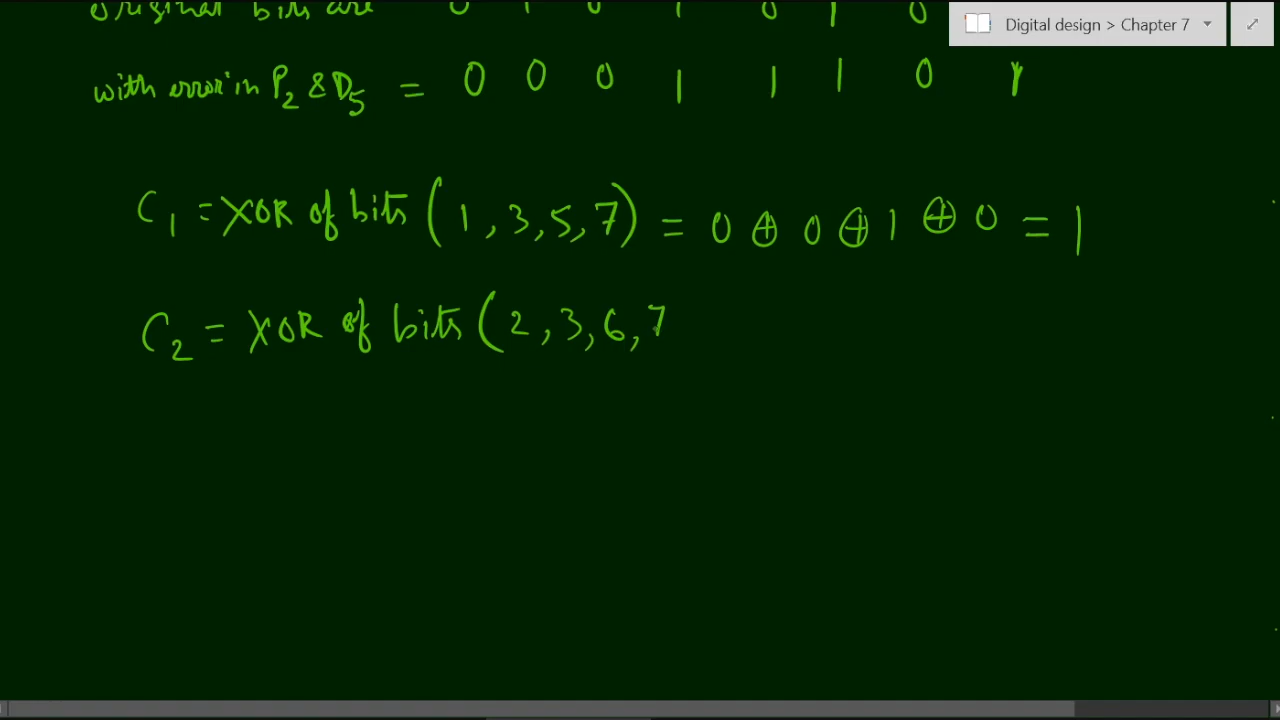 original bits are 0 1 0 1 0 1 0
Digital design > Chapter 7
with error in P2 & D5 = 0 0 0 1 1 1 0 1
C1 = XOR of bits (1, 3, 5, 7) = 0 ⊕ 0 ⊕ 1 ⊕ 0 = 1
C2 = XOR of bits (2, 3, 6, 7